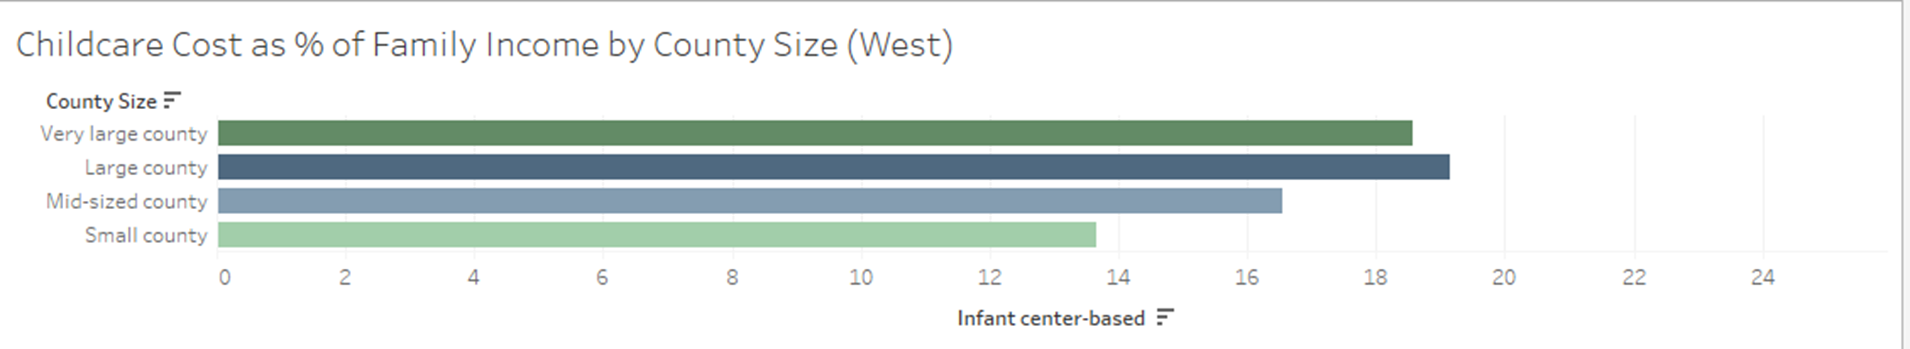 Childcare Cost as % of Family Income by County Size (West)
County Size
Very large county
Large county
Mid-sized county
Small county
0 2 4 6 8 10 12 14 16 18 20 22 24
Infant center-based